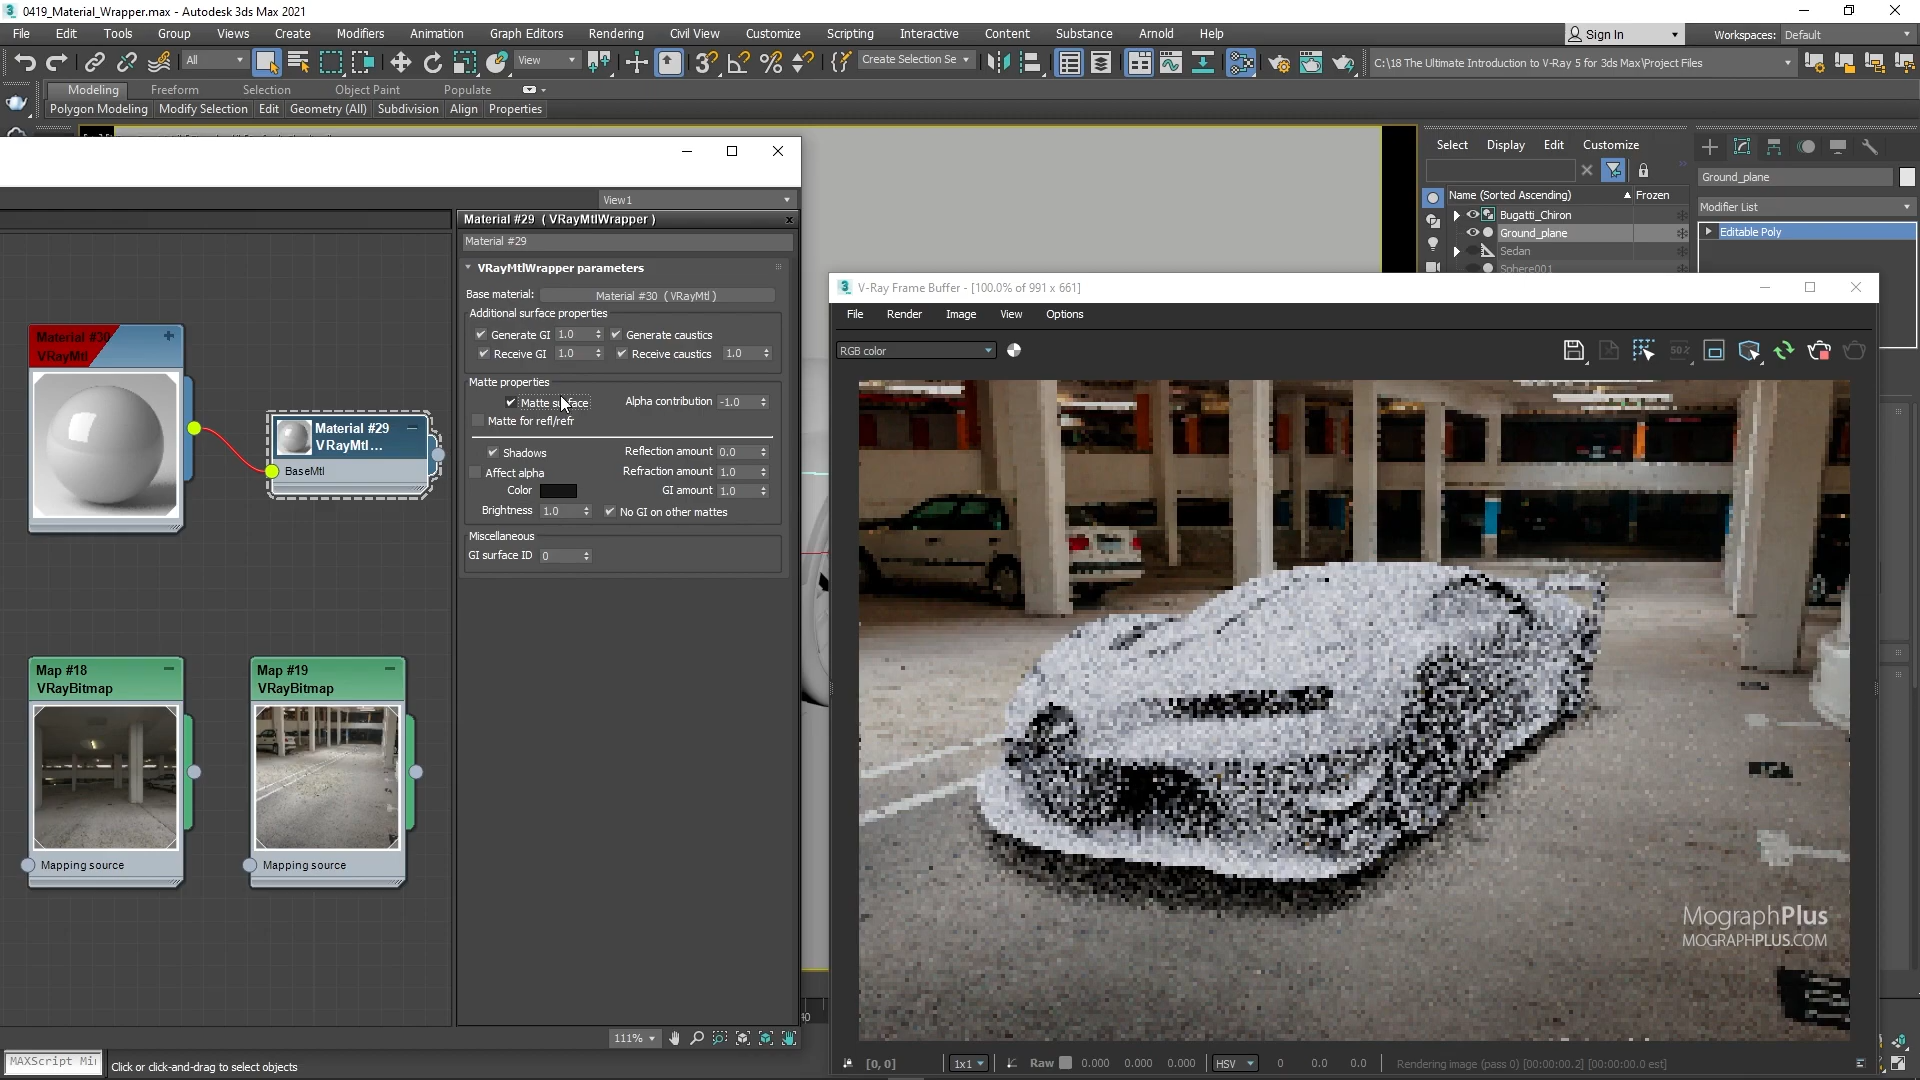 0419_Material_Wrapper.max - Autodesk 3ds Max 2021
File Edit Tools Group Views Create Modifiers Animation Graph Editors Rendering Civil View Customize Scripting Interactive Content Substance Arnold Help
Sign In
Workspaces: Default
All
View
Create Selection Se
C:\18 The Ultimate Introduction to V-Ray 5 for 3ds Max\Project Files
Modeling Freeform Selection Object Paint Populate
Polygon Modeling Modify Selection Edit Geometry (All) Subdivision Align Properties
Select Display Edit Customize
Name (Sorted Ascending) Frozen
Bugatti_Chiron
Ground_plane
Sedan
Sphere001
Ground_plane
Modifier List
Editable Poly
View1
Material #29 ( VRayMtlWrapper )
Material #29
VRayMtlWrapper parameters
Base material: Material #30 ( VRayMtl )
Additional surface properties
Generate GI 1.0 Generate caustics
Receive GI 1.0 Receive caustics 1.0
Matte properties
Matte surface Alpha contribution -1.0
Matte for refl/refr
Shadows Reflection amount 0.0
Affect alpha Refraction amount 1.0
Color GI amount 1.0
Brightness 1.0 No GI on other mattes
Miscellaneous
GI surface ID 0
Material #30
VRayMtl
Material #29
VRayMtl...
BaseMtl
Map #18
VRayBitmap
Mapping source
Map #19
VRayBitmap
Mapping source
111%
V-Ray Frame Buffer - [100.0% of 991 x 661]
File Render Image View Options
RGB color
50%
MographPlus
MOGRAPHPLUS.COM
[0, 0] 1x1 Raw 0.000 0.000 0.000 HSV 0 0.0 0.0 Rendering image (pass 0) [00:00:00.2] [00:00:00.0 est]
MAXScript Mi
Click or click-and-drag to select objects